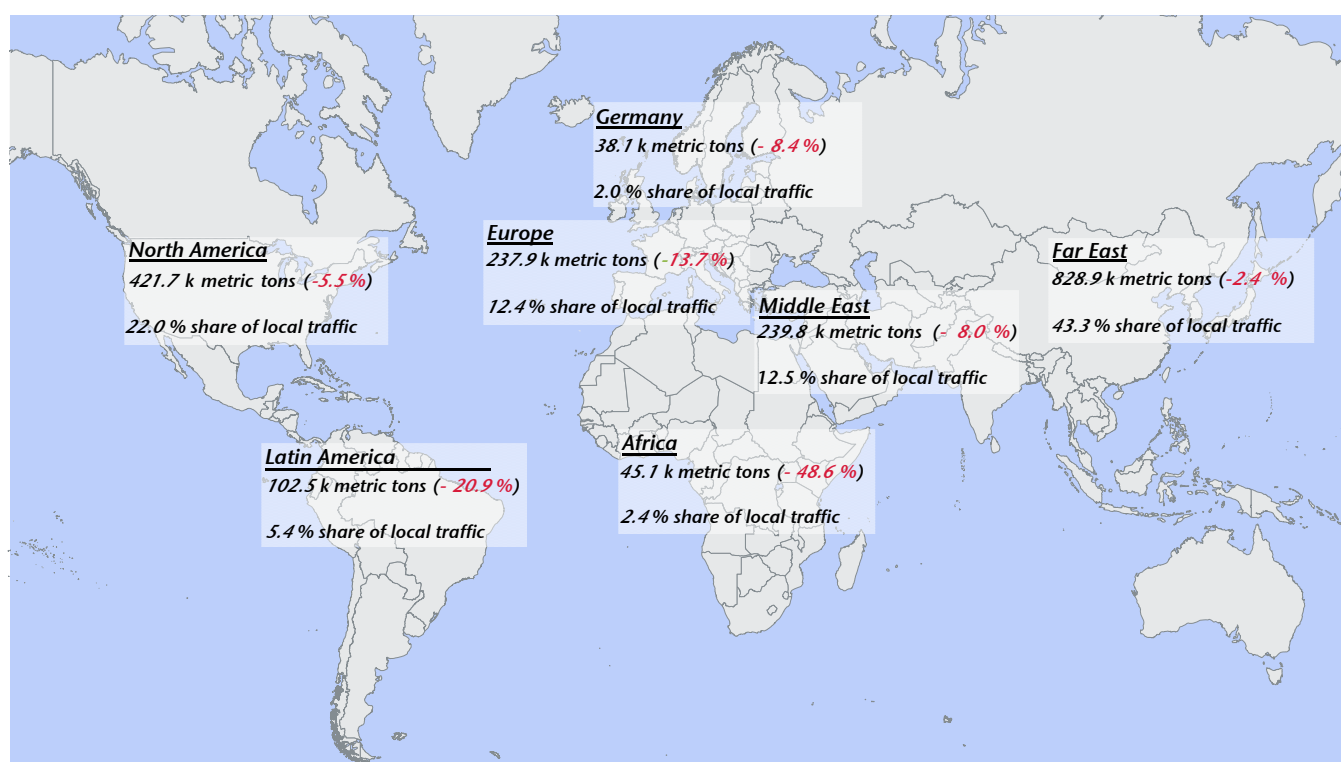 Germany
38.1 k metric tons (- 8.4 %)
2.0 % share of local traffic
Europe
237.9 k metric tons (-13.7 %)
12.4 % share of local traffic
North America
421.7 k metric tons (-5.5 %)
22.0 % share of local traffic
Far East
828.9 k metric tons (-2.4 %)
43.3 % share of local traffic
Middle East
239.8 k metric tons (- 8.0 %)
12.5 % share of local traffic
Latin America
102.5 k metric tons (- 20.9 %)
5.4 % share of local traffic
Africa
45.1 k metric tons (- 48.6 %)
2.4 % share of local traffic